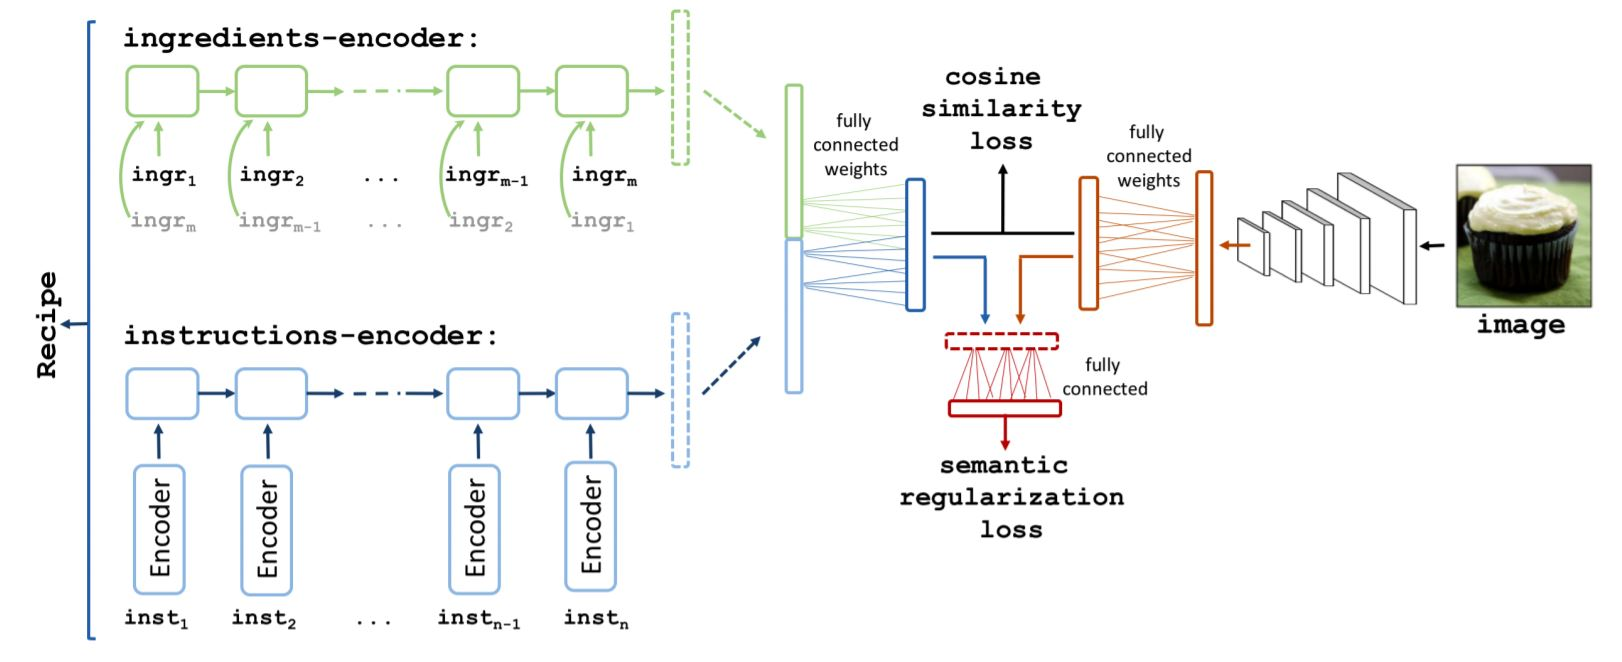 Recipe
ingredients-encoder:
ingr₁ ingr₂ ... ingrₘ₋₁ ingrₘ
ingrₘ ingrₘ₋₁ ... ingr₂ ingr₁
instructions-encoder:
Encoder Encoder Encoder Encoder
inst₁ inst₂ ... instₙ₋₁ instₙ
fully
connected
weights
cosine
similarity
loss
fully
connected
weights
fully
connected
semantic
regularization
loss
image